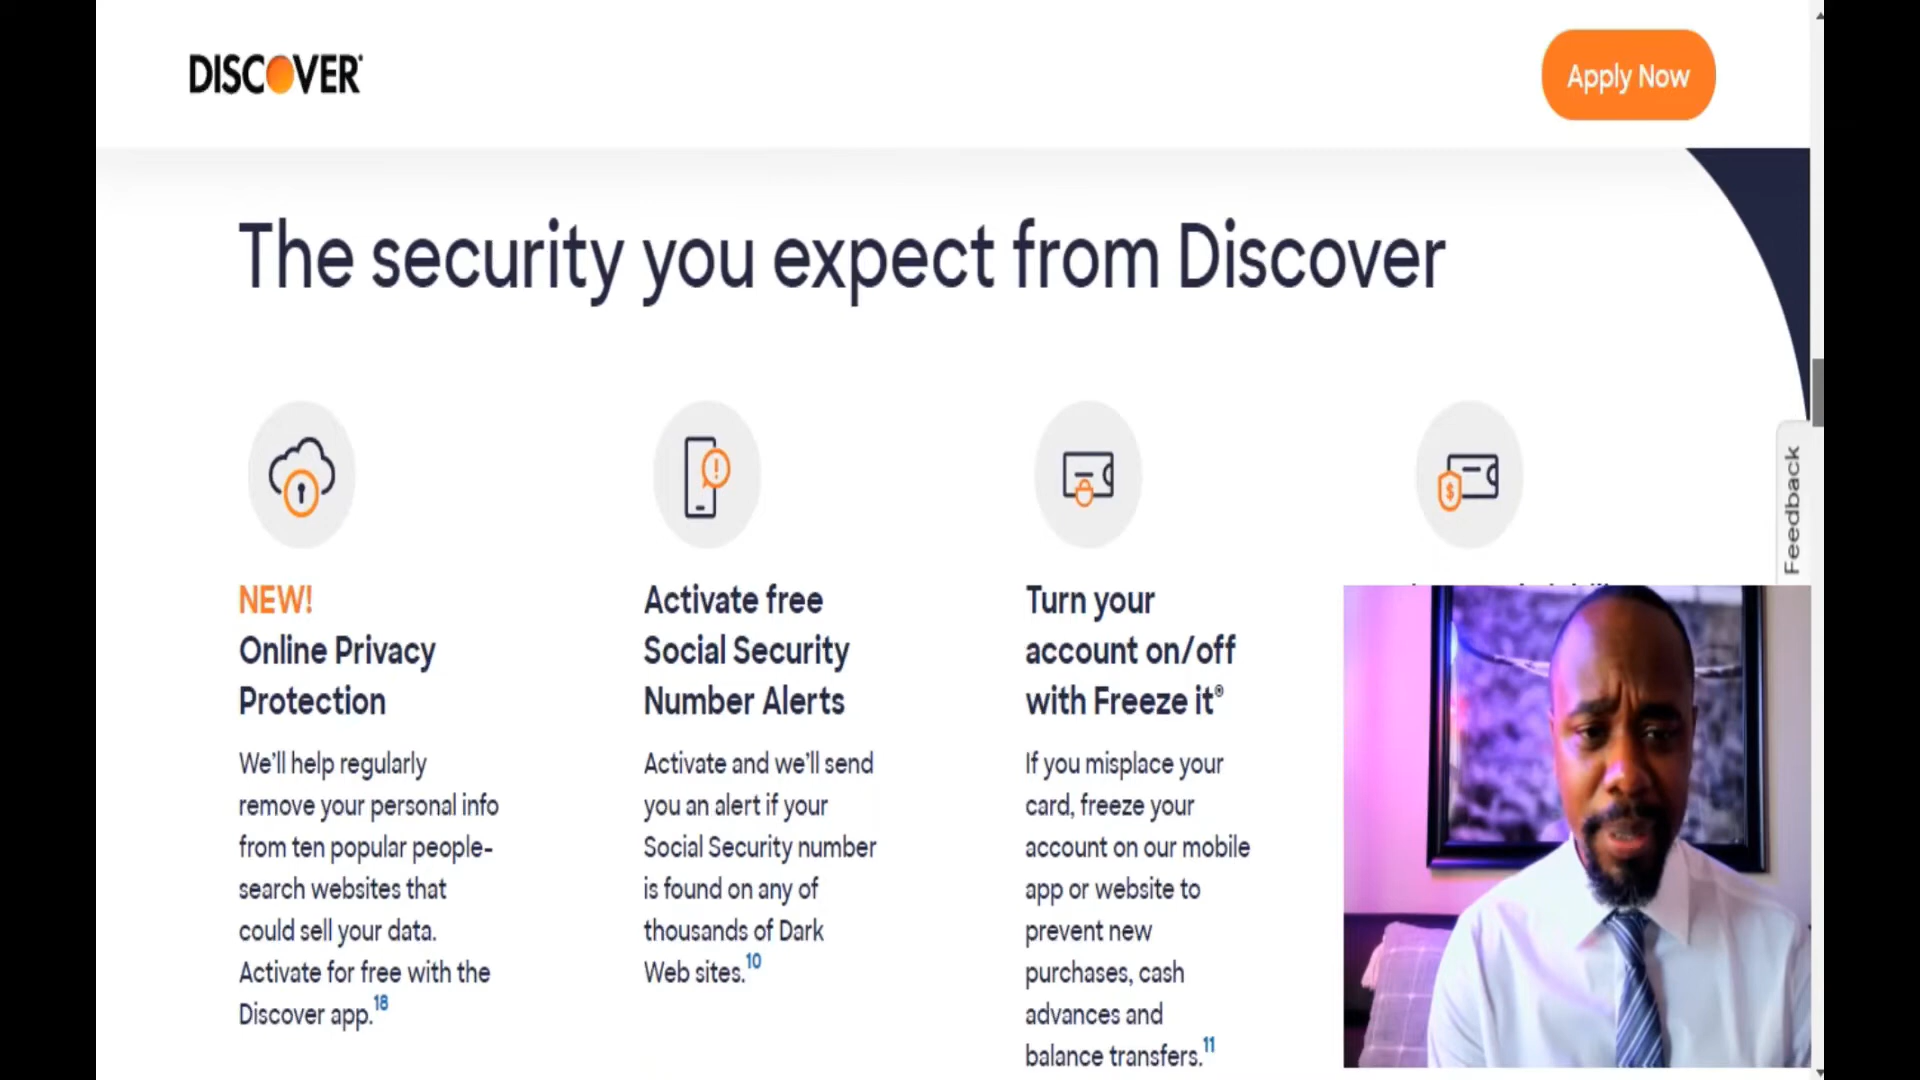 DISCOVER
Apply Now
The security you expect from Discover
Feedback
NEW!
Online Privacy
Protection
We'll help regularly
remove your personal info
from ten popular people-
search websites that
could sell your data.
Activate for free with the
Discover app.18
Activate free
Social Security
Number Alerts
Activate and we'll send
you an alert if your
Social Security number
is found on any of
thousands of Dark
Web sites.10
Turn your
account on/off
with Freeze it®
If you misplace your
card, freeze your
account on our mobile
app or website to
prevent new
purchases, cash
advances and
balance transfers.11